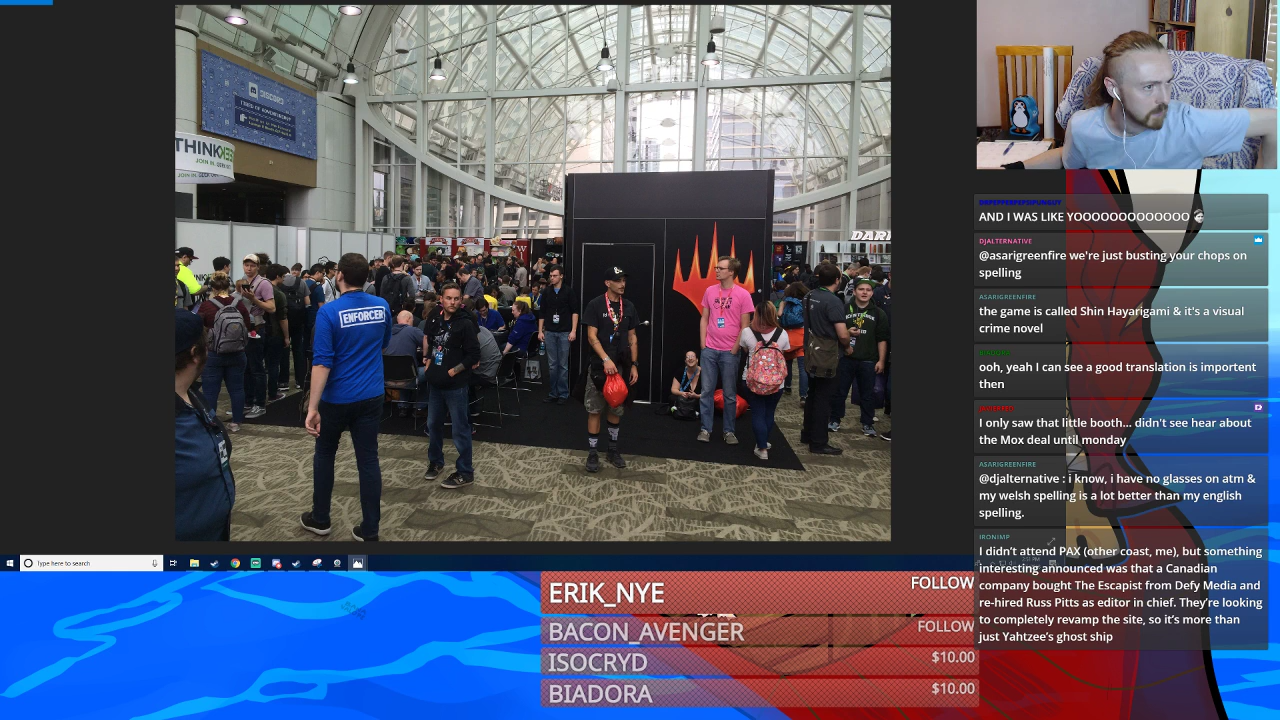 DISCORD
THINK
JOIN IN.
ENFORCER
DARK
Type here to search
AND I WAS LIKE YOOOOOOOOOOOOO
DJALTERNATIVE
@asarigreenfire we're just busting your chops on
spelling
ASARIGREENFIRE
the game is called Shin Hayarigami & it's a visual
crime novel
ooh, yeah I can see a good translation is importent
then
I only saw that little booth... didn't see hear about
the Mox deal until monday
ASARIGREENFIRE
@djalternative : i know, i have no glasses on atm &
my welsh spelling is a lot better than my english
spelling.
IRONIMP
I didn't attend PAX (other coast, me), but something
interesting announced was that a Canadian
company bought The Escapist from Defy Media and
re-hired Russ Pitts as editor in chief. They're looking
to completely revamp the site, so it's more than
just Yahtzee's ghost ship
ERIK_NYE FOLLOW
BACON_AVENGER FOLLOW
ISOCRYD $10.00
BIADORA $10.00